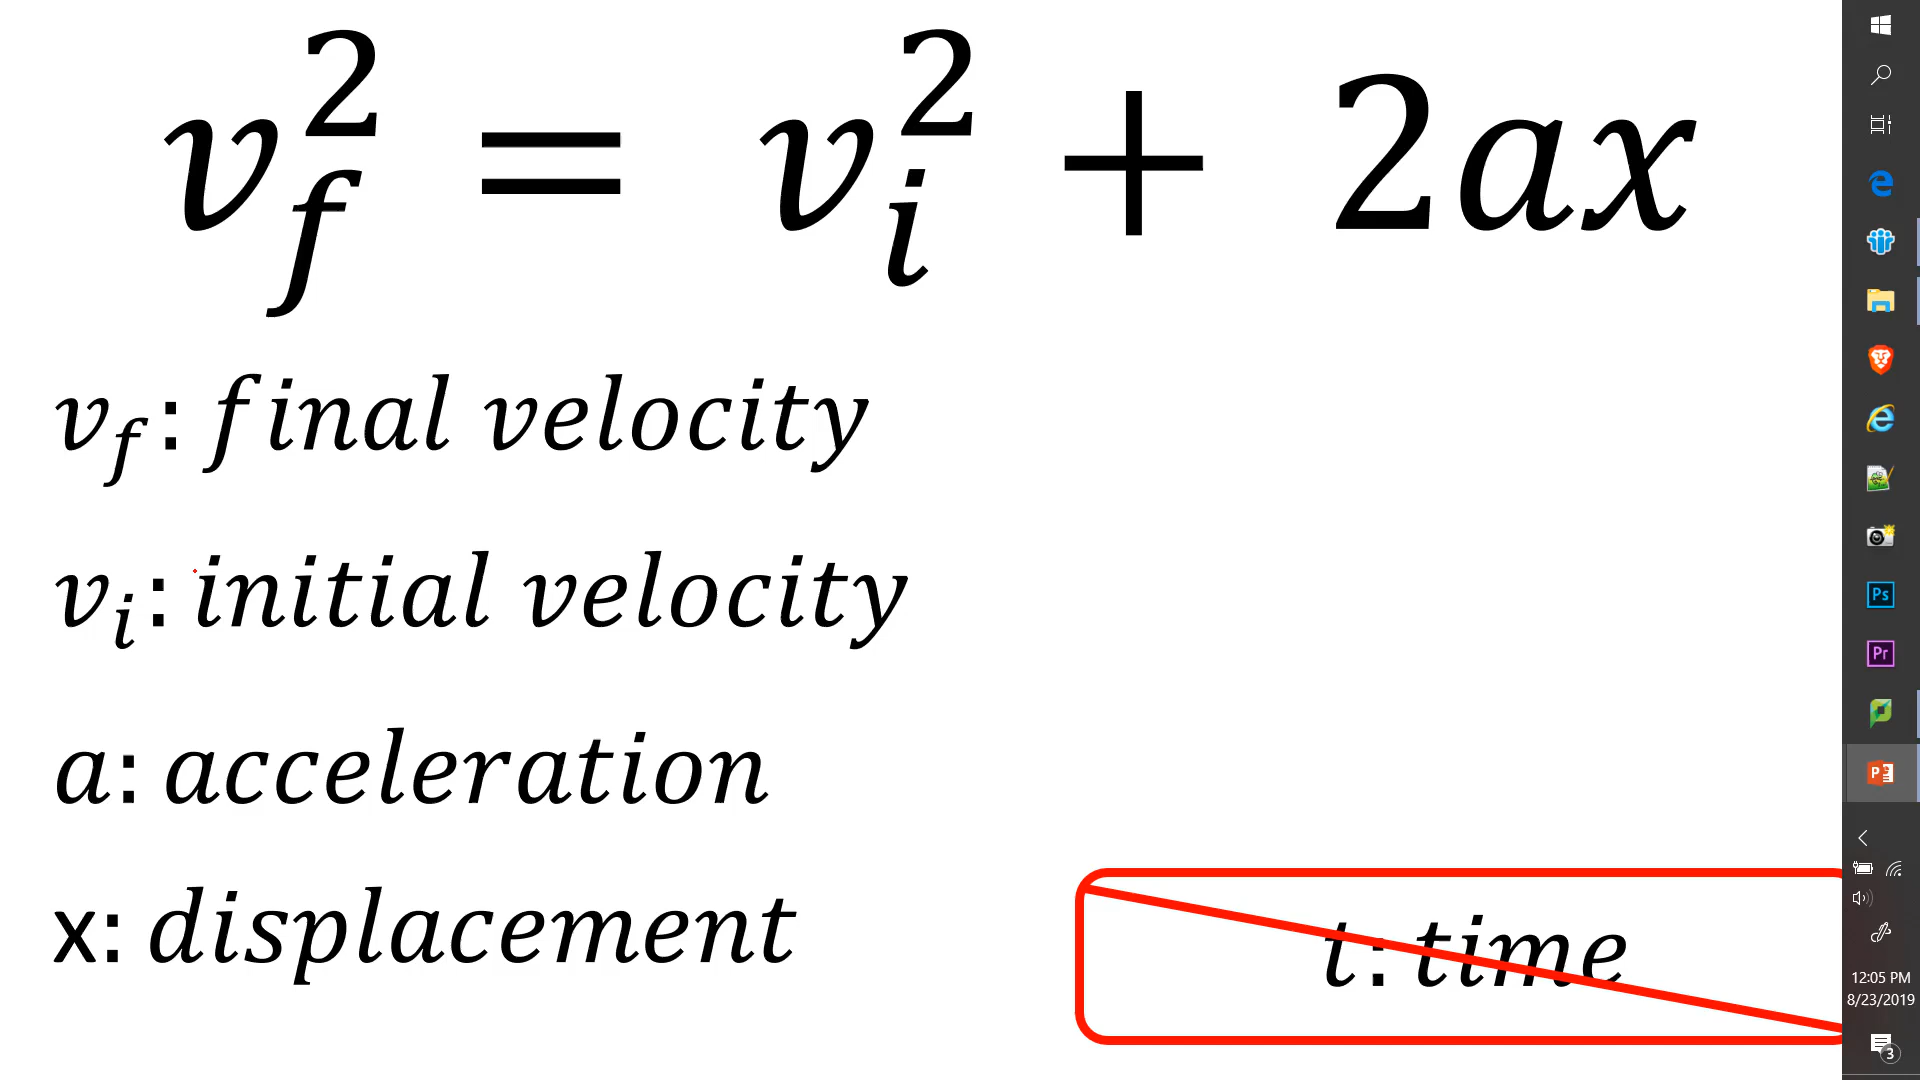 v_f^2 = v_i^2 + 2ax
v_f: final velocity
v_i: initial velocity
a: acceleration
x: displacement
t: time
Ps
Pr
P
12:05 PM
8/23/2019
3